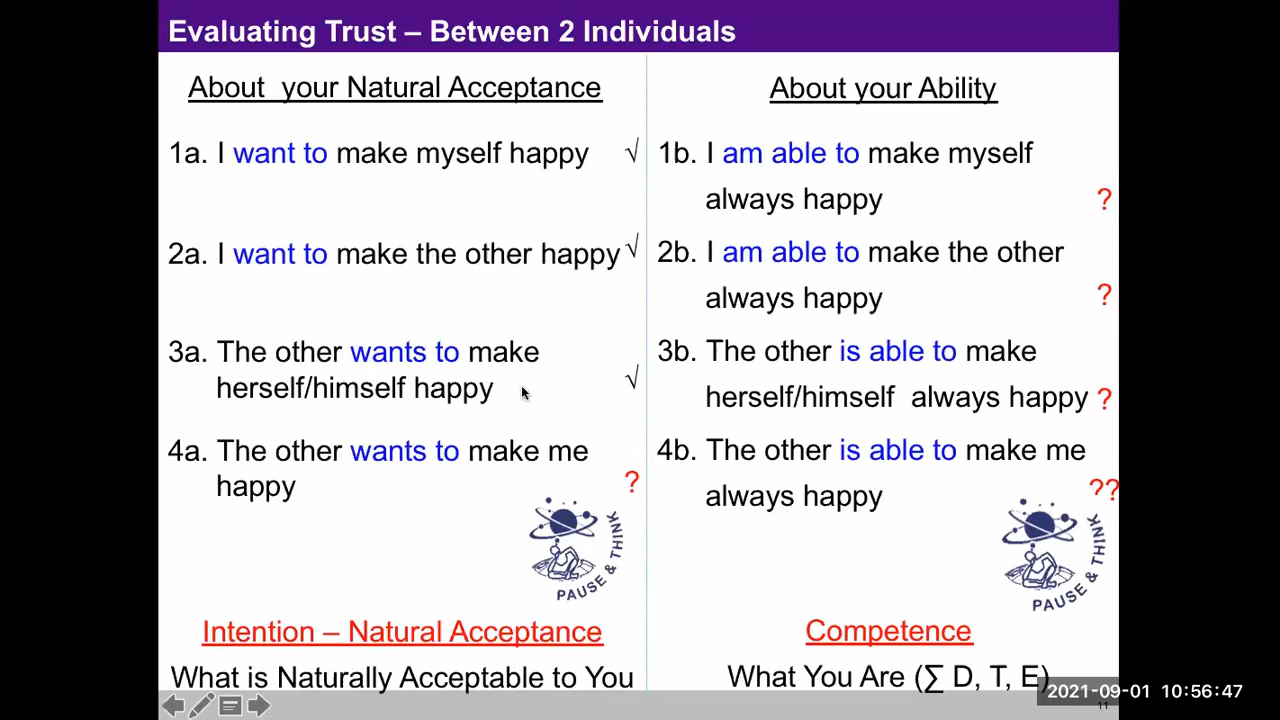 Evaluating Trust – Between 2 Individuals
About your Natural Acceptance
1a. I want to make myself happy √
2a. I want to make the other happy √
3a. The other wants to make
herself/himself happy √
4a. The other wants to make me
happy ?
PAUSE & THINK
Intention – Natural Acceptance
What is Naturally Acceptable to You
About your Ability
1b. I am able to make myself
always happy ?
2b. I am able to make the other
always happy ?
3b. The other is able to make
herself/himself always happy ?
4b. The other is able to make me
always happy ??
PAUSE & THINK
Competence
What You Are (∑ D, T, E)
2021-09-01 10:56:47
11